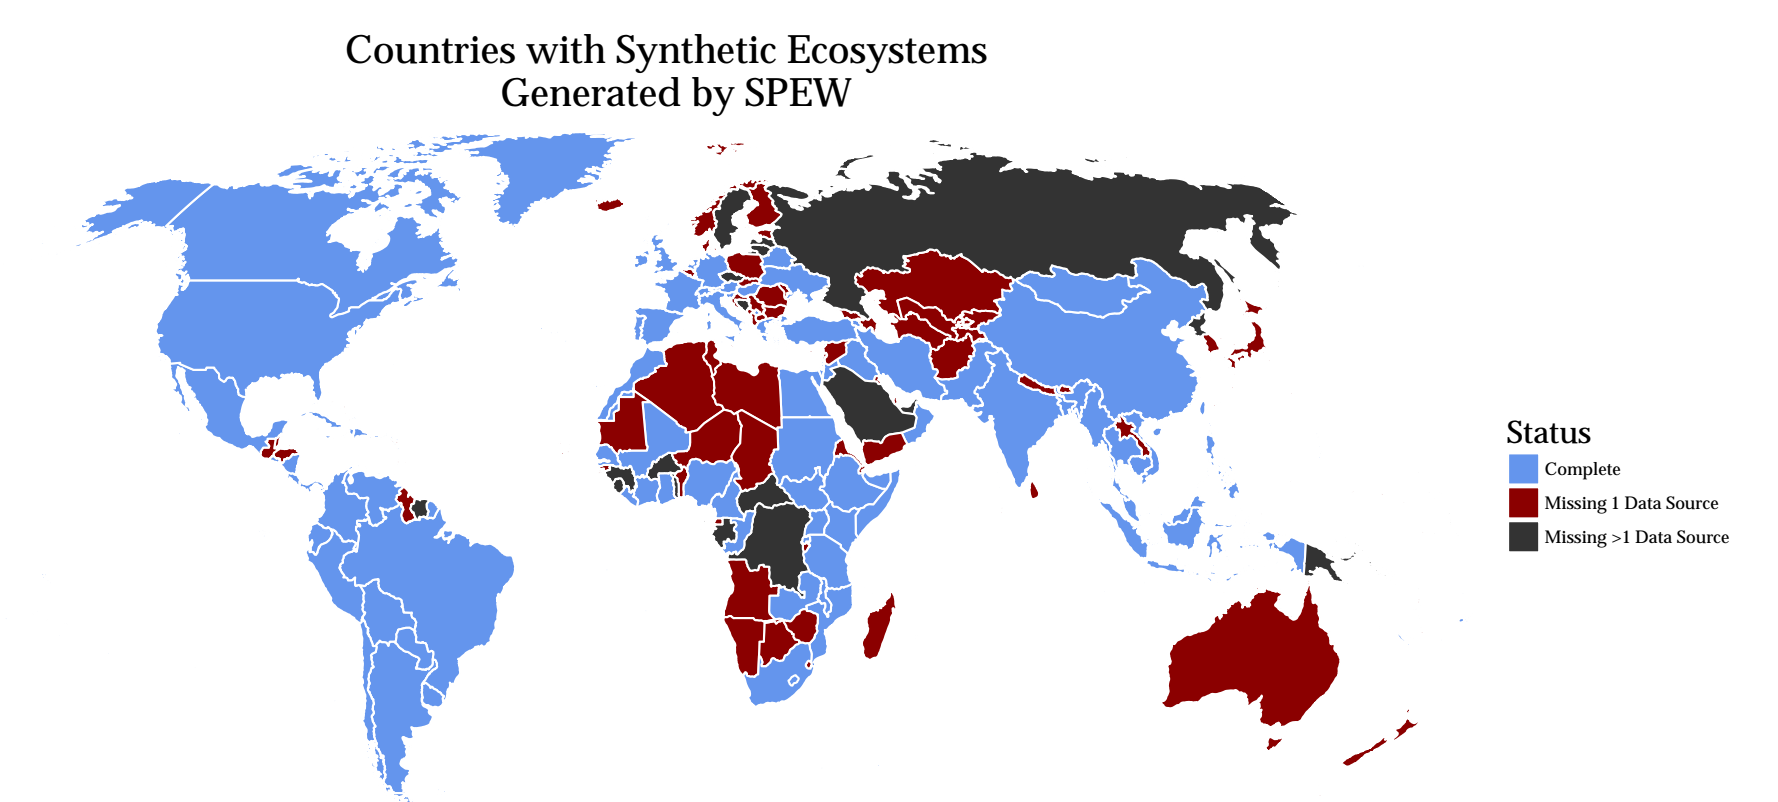 Countries with Synthetic Ecosystems
Generated by SPEW
Status
Complete
Missing 1 Data Source
Missing >1 Data Source